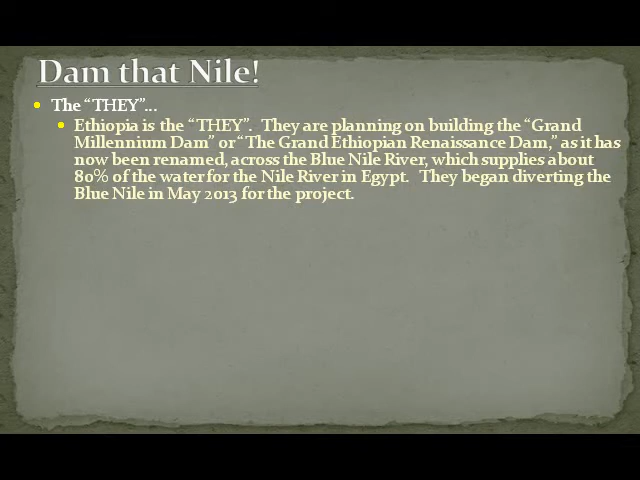 Dam that Nile!
The “THEY”...
Ethiopia is the “THEY”.  They are planning on building the “Grand
Millennium Dam” or “The Grand Ethiopian Renaissance Dam,” as it has
now been renamed, across the Blue Nile River, which supplies about
80% of the water for the Nile River in Egypt.  They began diverting the
Blue Nile in May 2013 for the project.